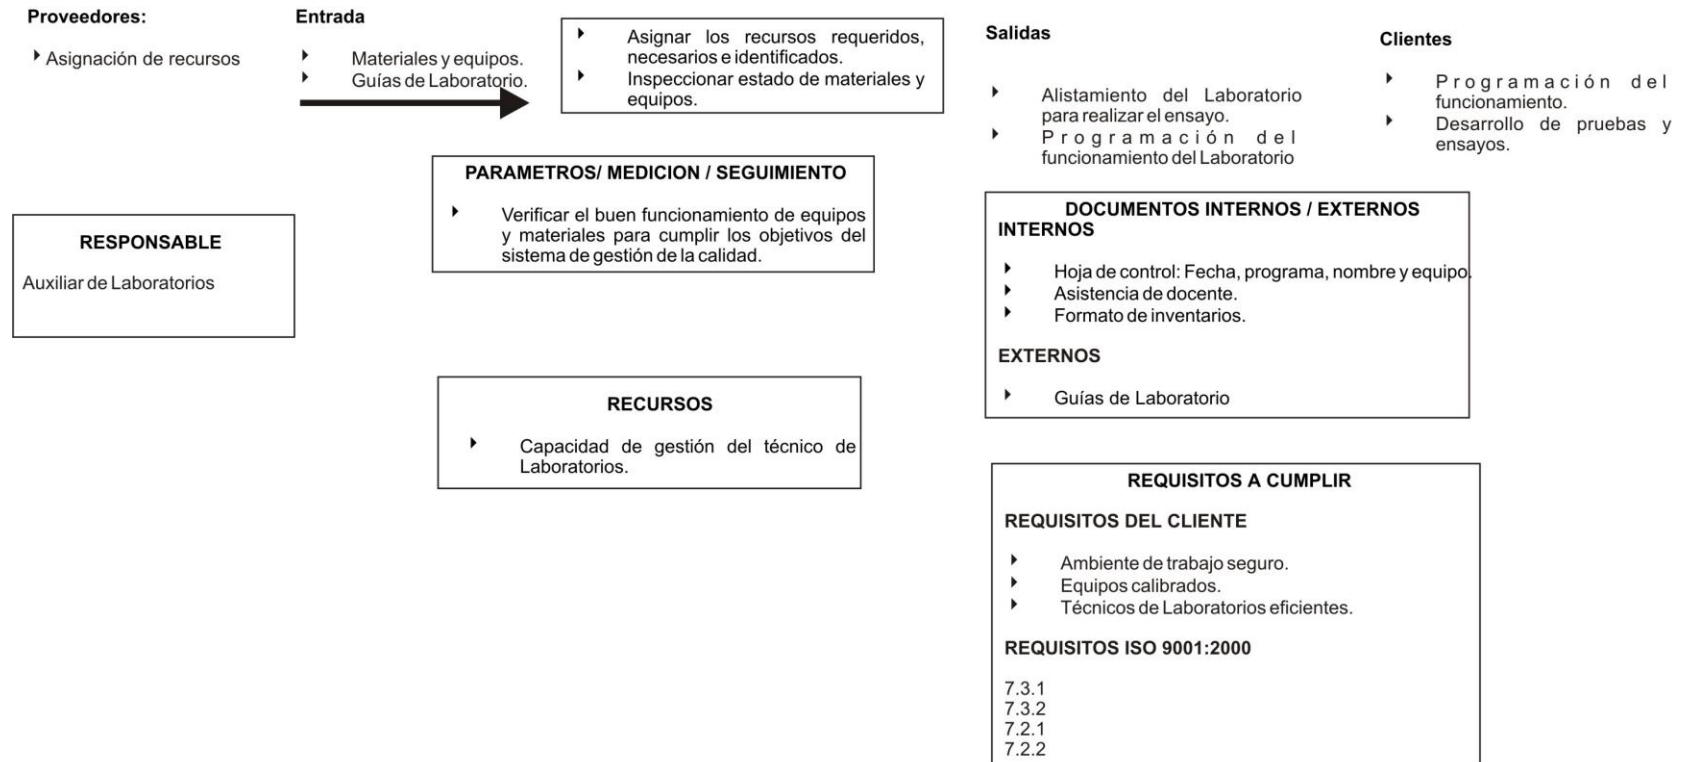 Proveedores:
Asignación de recursos
Entrada
Materiales y equipos.
Guías de Laboratorio.
Asignar los recursos requeridos,
necesarios e identificados.
Inspeccionar estado de materiales y
equipos.
Salidas
Alistamiento del Laboratorio
para realizar el ensayo.
Programación del
funcionamiento del Laboratorio
Clientes
Programación del
funcionamiento.
Desarrollo de pruebas y
ensayos.
PARAMETROS/ MEDICION / SEGUIMIENTO
Verificar el buen funcionamiento de equipos
y materiales para cumplir los objetivos del
sistema de gestión de la calidad.
RESPONSABLE
Auxiliar de Laboratorios
DOCUMENTOS INTERNOS / EXTERNOS
INTERNOS
Hoja de control: Fecha, programa, nombre y equipo.
Asistencia de docente.
Formato de inventarios.
EXTERNOS
Guías de Laboratorio
RECURSOS
Capacidad de gestión del técnico de
Laboratorios.
REQUISITOS A CUMPLIR
REQUISITOS DEL CLIENTE
Ambiente de trabajo seguro.
Equipos calibrados.
Técnicos de Laboratorios eficientes.
REQUISITOS ISO 9001:2000
7.3.1
7.3.2
7.2.1
7.2.2